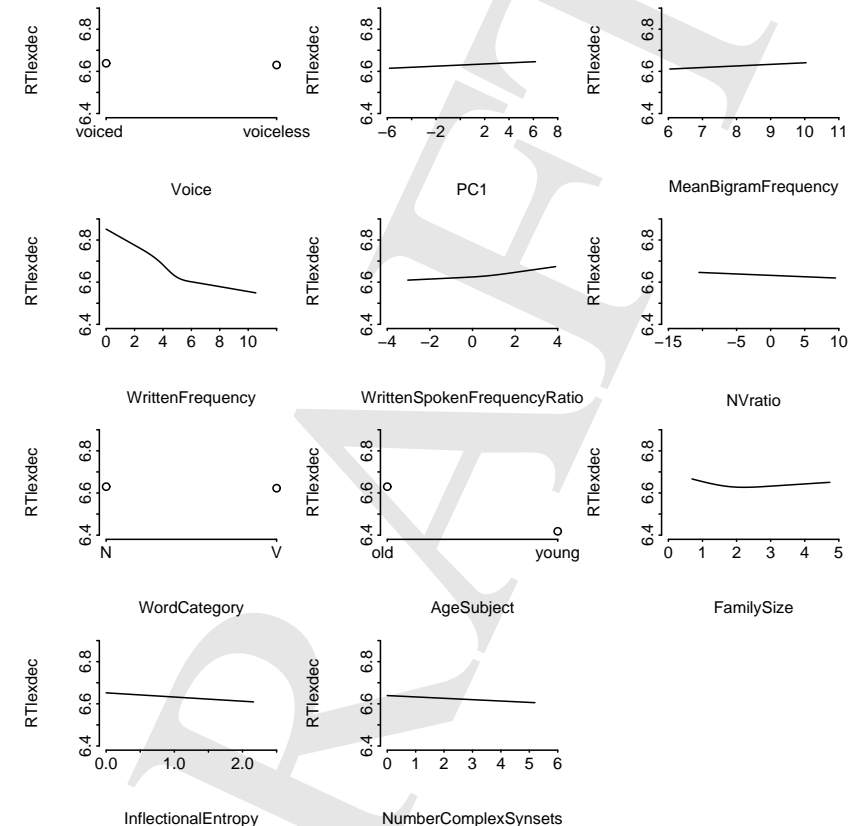 RTlexdec
6.4 6.6 6.8
voiced voiceless
Voice
RTlexdec
6.4 6.6 6.8
−6 −2 2 4 6 8
PC1
RTlexdec
6.4 6.6 6.8
6 7 8 9 10 11
MeanBigramFrequency
RTlexdec
6.4 6.6 6.8
0 2 4 6 8 10
WrittenFrequency
RTlexdec
6.4 6.6 6.8
−4 −2 0 2 4
WrittenSpokenFrequencyRatio
RTlexdec
6.4 6.6 6.8
−15 −5 0 5 10
NVratio
RTlexdec
6.4 6.6 6.8
N V
WordCategory
RTlexdec
6.4 6.6 6.8
old young
AgeSubject
RTlexdec
6.4 6.6 6.8
0 1 2 3 4 5
FamilySize
RTlexdec
6.4 6.6 6.8
0.0 1.0 2.0
InflectionalEntropy
RTlexdec
6.4 6.6 6.8
0 1 2 3 4 5 6
NumberComplexSynsets